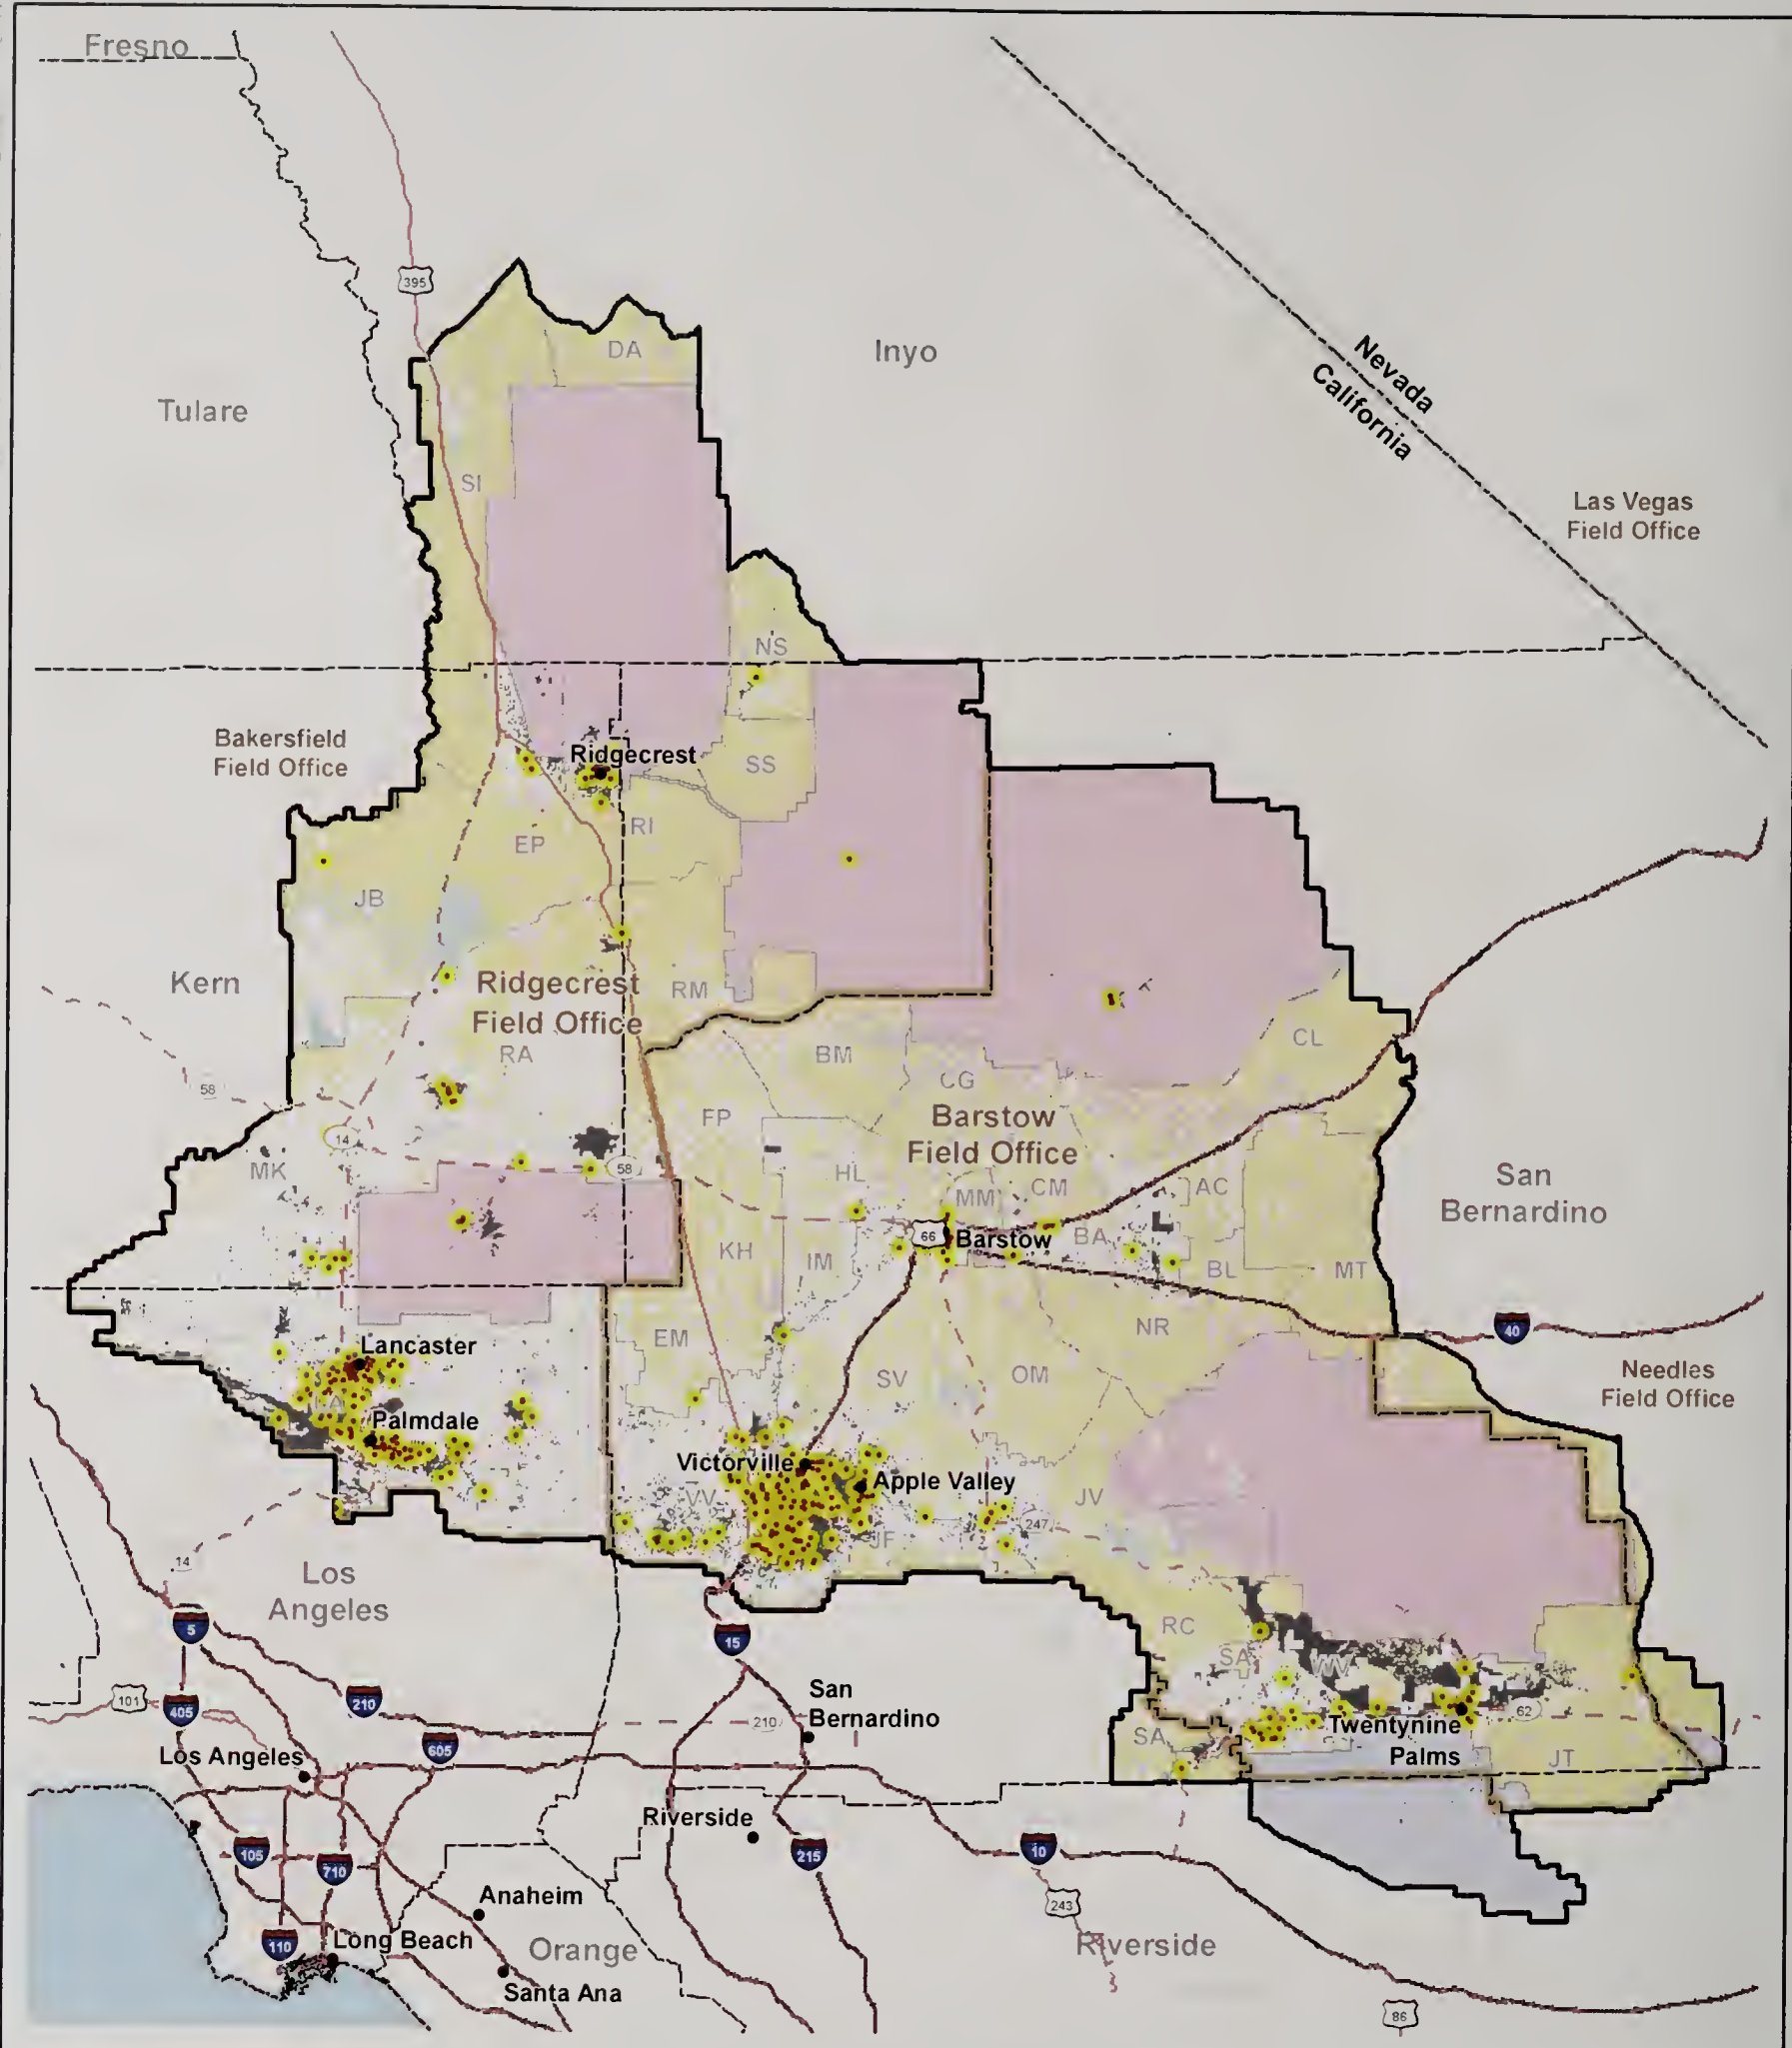 Fresno
395
DA
Inyo
Tulare
Nevada
California
SI
Las Vegas
Field Office
NS
Bakersfield
Field Office
Ridgecrest
SS
RI
EP
JB
Kern
Ridgecrest
Field Office
RM
RA
BM
CL
CG
58
FP
Barstow
Field Office
14
MK
58
HL
MM
CM
AC
San
Bernardino
66
Barstow
BA
KH
IM
BL
MT
EM
NR
40
Lancaster
SV
OM
Needles
Field Office
LA
Palmdale
Victorville
Apple Valley
VV
JV
JF
247
14
Los
Angeles
5
15
RC
SA
WV
101
405
210
210
San
Bernardino
605
Los Angeles
SA
Twentynine
Palms
62
JT
Riverside
105
710
215
10
243
Anaheim
110
Long Beach
Orange
Riverside
Santa Ana
86